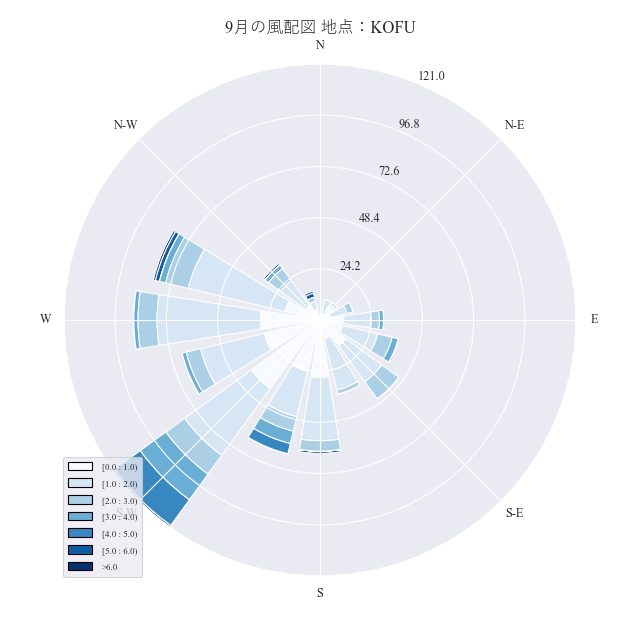 9月の風配図 地点：KOFU
N
121.0
N-W
N-E
96.8
72.6
48.4
24.2
W
E
S-W
S-E
S
[0.0 : 1.0)
[1.0 : 2.0)
[2.0 : 3.0)
[3.0 : 4.0)
[4.0 : 5.0)
[5.0 : 6.0)
>6.0